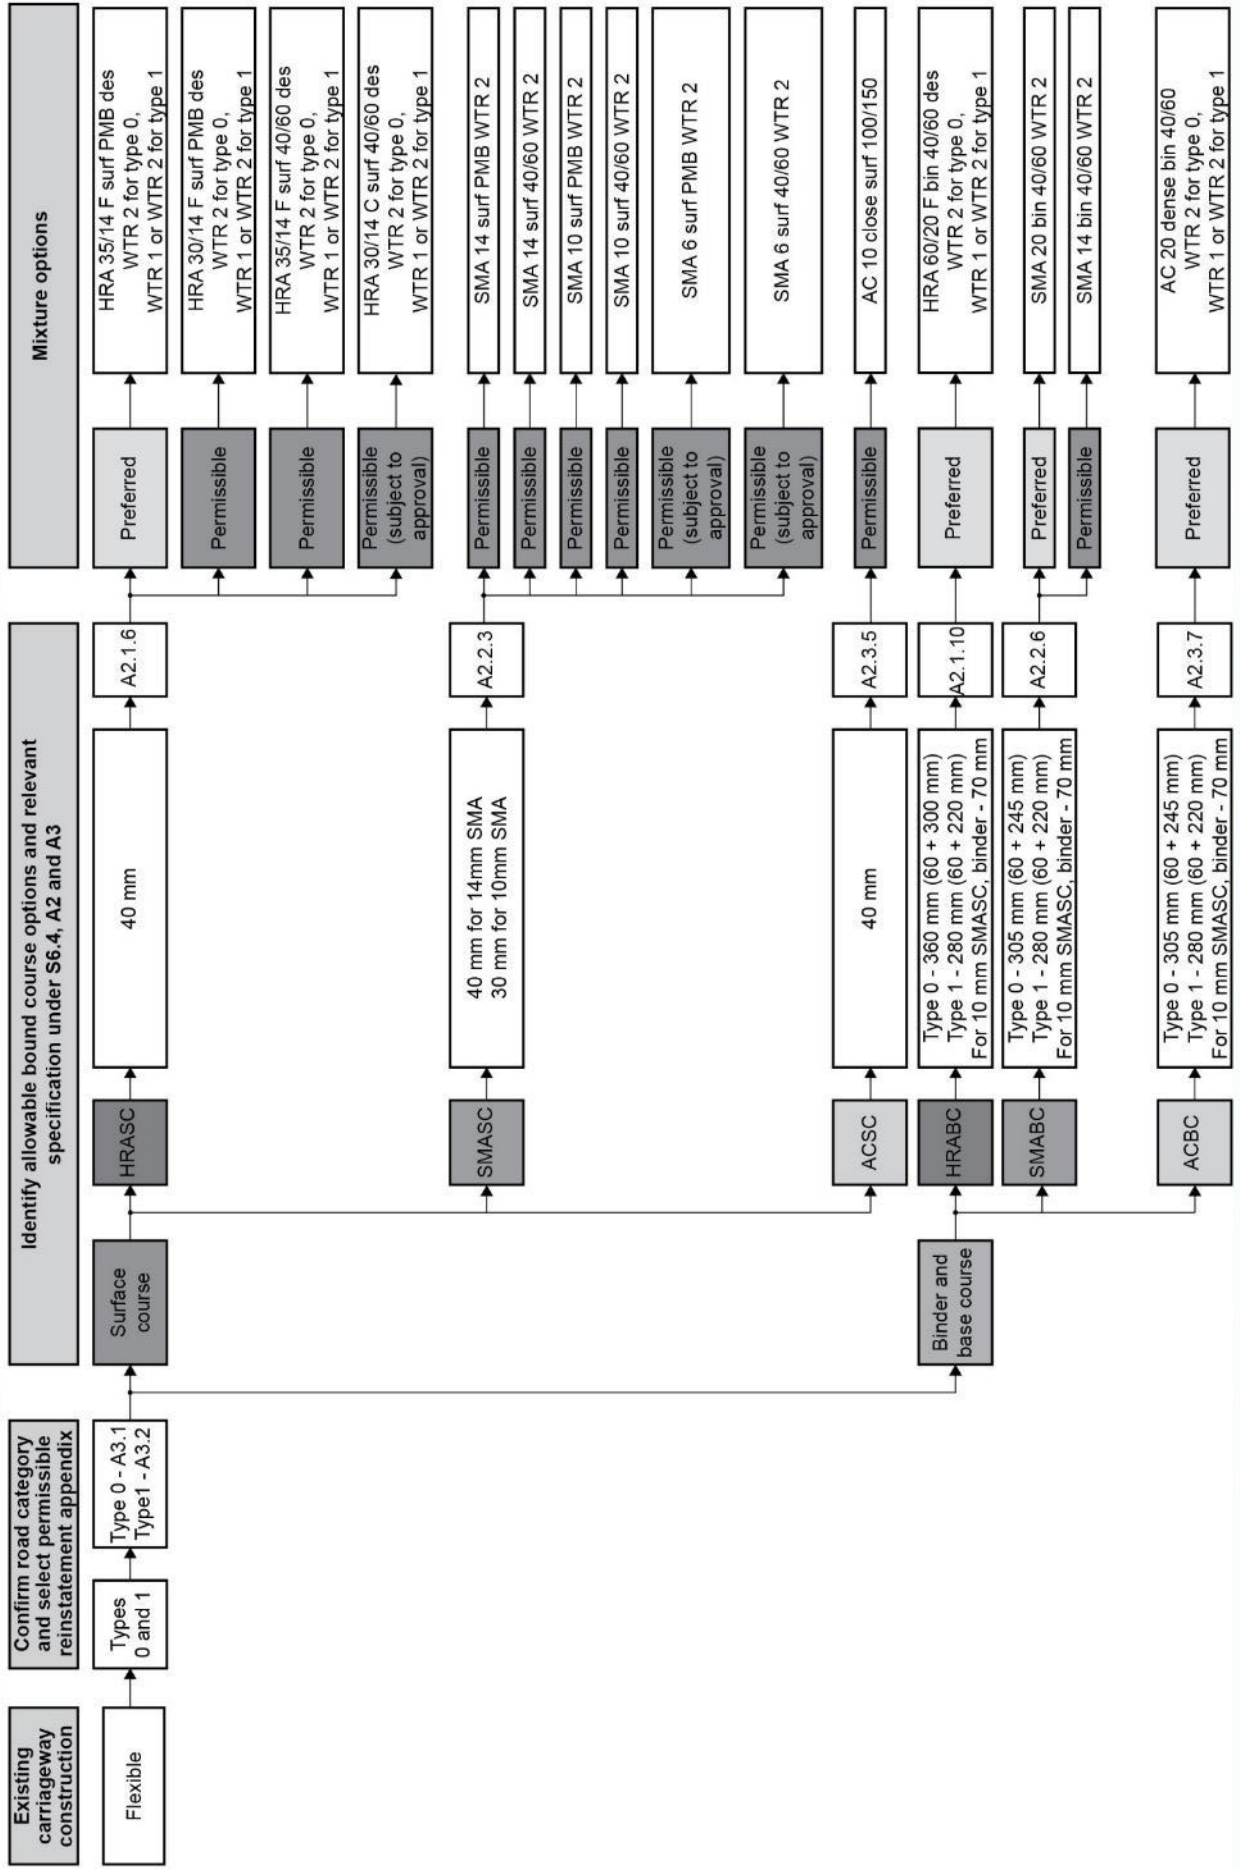 Existing
carriageway
construction
Confirm road category
and select permissible
reinstatement appendix
Identify allowable bound course options and relevant
specification under S6.4, A2 and A3
Mixture options
Flexible
Types
0 and 1
Type 0 - A3.1
Type1 - A3.2
Surface
course
HRASC
40 mm
A2.1.6
Preferred
HRA 35/14 F surf PMB des
WTR 2 for type 0,
WTR 1 or WTR 2 for type 1
Permissible
HRA 30/14 F surf PMB des
WTR 2 for type 0,
WTR 1 or WTR 2 for type 1
Permissible
HRA 35/14 F surf 40/60 des
WTR 2 for type 0,
WTR 1 or WTR 2 for type 1
Permissible
(subject to
approval)
HRA 30/14 C surf 40/60 des
WTR 2 for type 0,
WTR 1 or WTR 2 for type 1
SMASC
40 mm for 14mm SMA
30 mm for 10mm SMA
A2.2.3
Permissible
SMA 14 surf PMB WTR 2
Permissible
SMA 14 surf 40/60 WTR 2
Permissible
SMA 10 surf PMB WTR 2
Permissible
SMA 10 surf 40/60 WTR 2
Permissible
(subject to
approval)
SMA 6 surf PMB WTR 2
Permissible
(subject to
approval)
SMA 6 surf 40/60 WTR 2
ACSC
40 mm
A2.3.5
Permissible
AC 10 close surf 100/150
Binder and
base course
HRABC
Type 0 - 360 mm (60 + 300 mm)
Type 1 - 280 mm (60 + 220 mm)
For 10 mm SMASC, binder - 70 mm
A2.1.10
Preferred
HRA 60/20 F bin 40/60 des
WTR 2 for type 0,
WTR 1 or WTR 2 for type 1
SMABC
Type 0 - 305 mm (60 + 245 mm)
Type 1 - 280 mm (60 + 220 mm)
For 10 mm SMASC, binder - 70 mm
A2.2.6
Preferred
SMA 20 bin 40/60 WTR 2
Permissible
SMA 14 bin 40/60 WTR 2
ACBC
Type 0 - 305 mm (60 + 245 mm)
Type 1 - 280 mm (60 + 220 mm)
For 10 mm SMASC, binder - 70 mm
A2.3.7
Preferred
AC 20 dense bin 40/60
WTR 2 for type 0,
WTR 1 or WTR 2 for type 1